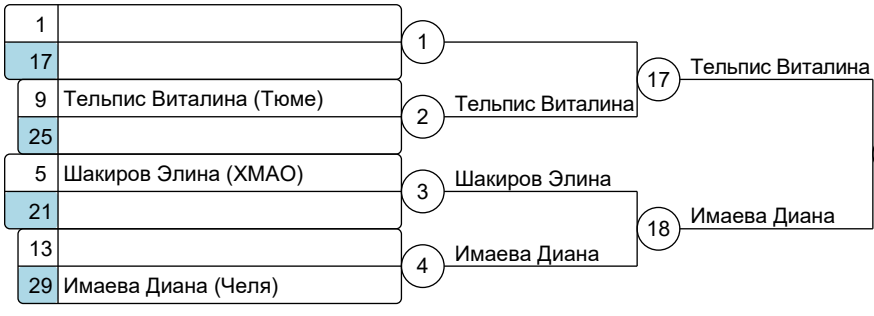 1
17
1
9 Тельпис Виталина (Тюме)
25
2
Тельпис Виталина
17
Тельпис Виталина
5 Шакиров Элина (ХМАО)
21
3
Шакиров Элина
13
29 Имаева Диана (Челя)
4
Имаева Диана
18
Имаева Диана